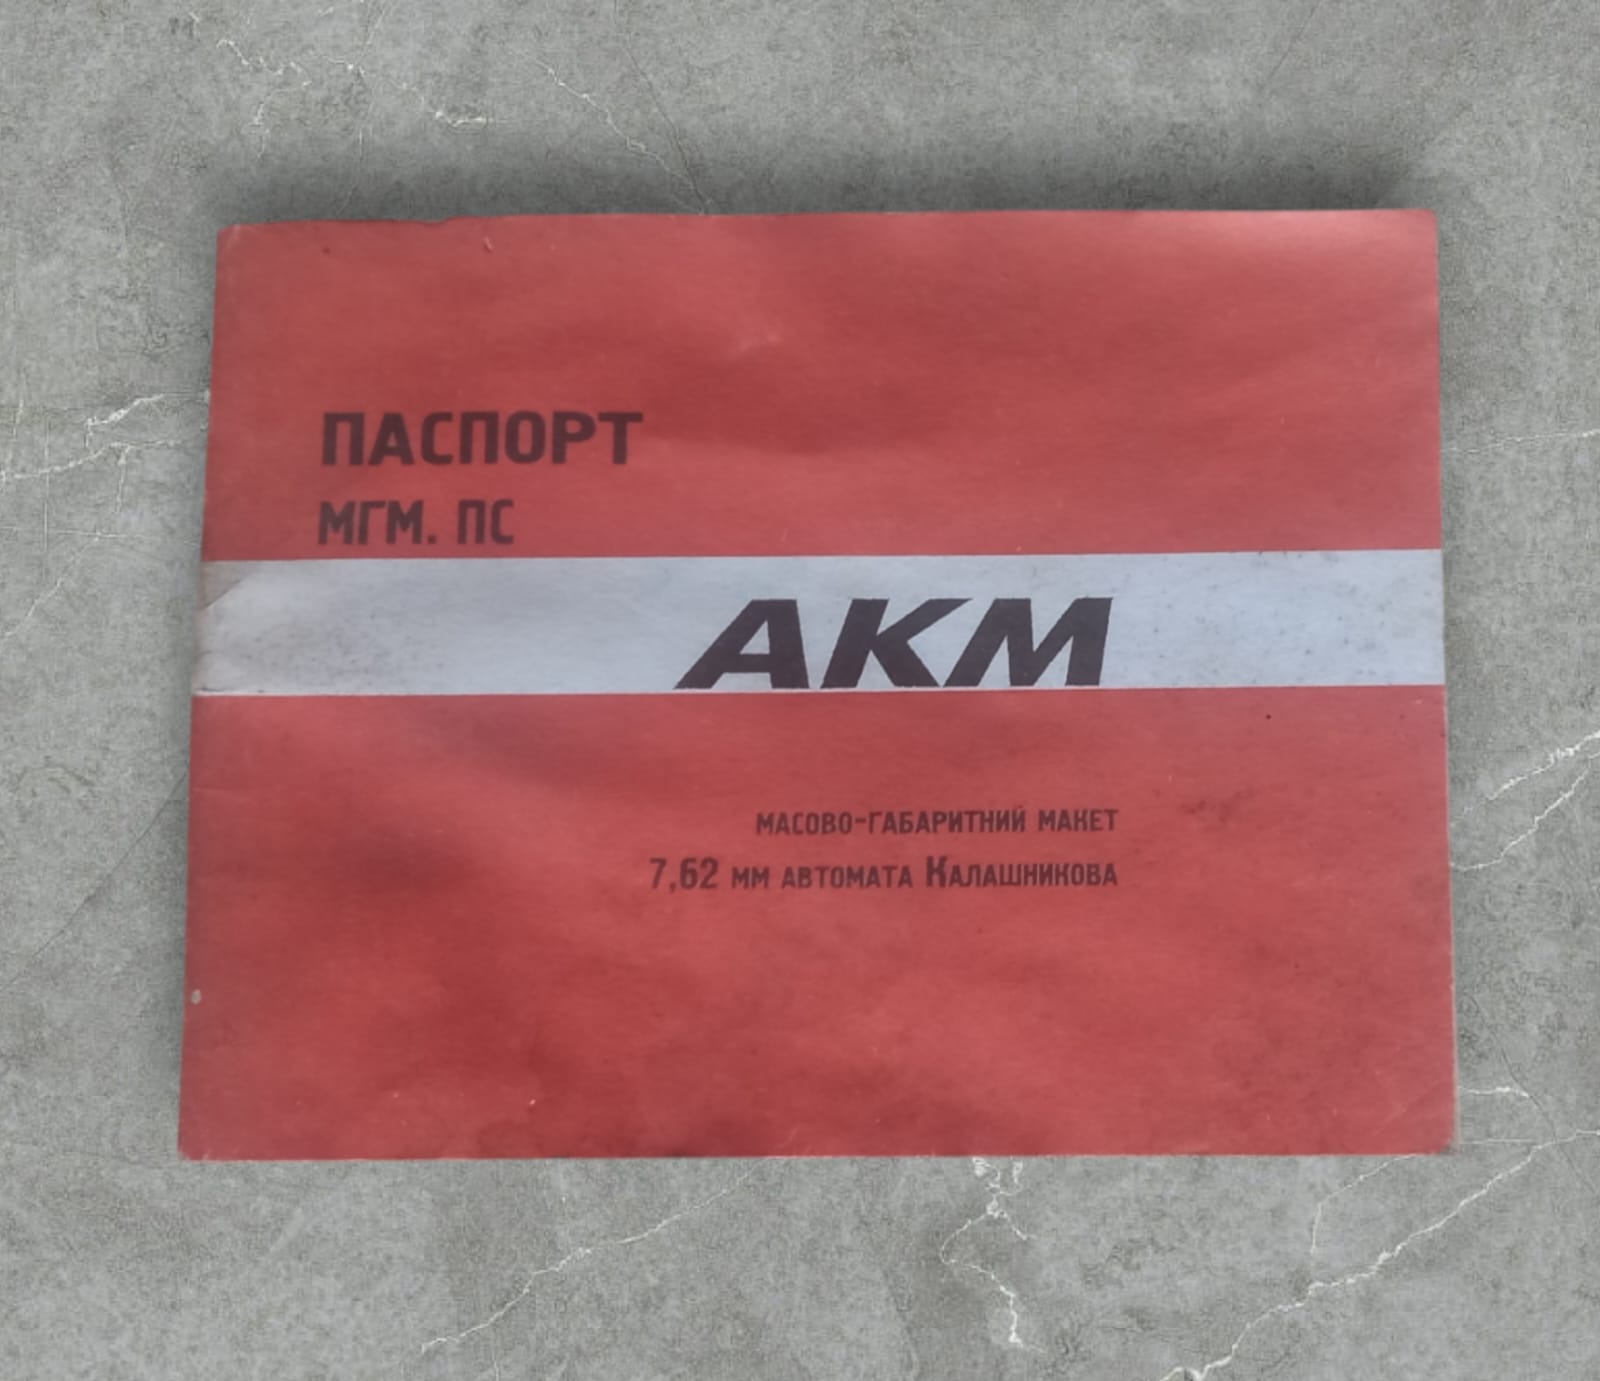 ПАСПОРТ
МГМ. ПС
АКМ
МАСОВО-ГАБАРИТНИЙ МАКЕТ
7,62 ММ АВТОМАТА КАЛАШНИКОВА